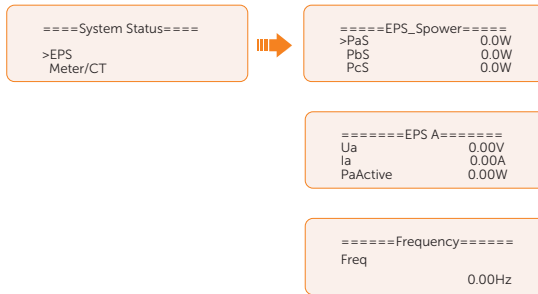 ====System Status====
>EPS
Meter/CT
=====EPS_Spower=====
>PaS 0.0W
PbS 0.0W
PcS 0.0W
=======EPS A=======
Ua 0.00V
Ia 0.00A
PaActive 0.00W
======Frequency======
Freq
0.00Hz